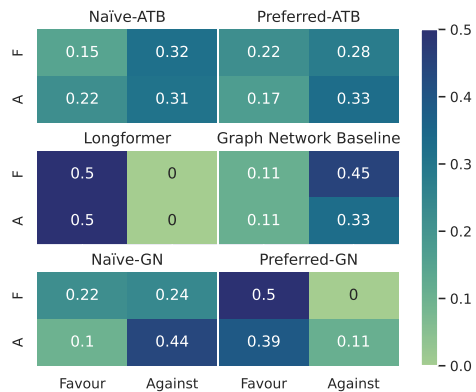 Naïve-ATB Preferred-ATB
F 0.15 0.32 0.22 0.28
A 0.22 0.31 0.17 0.33
Longformer Graph Network Baseline
F 0.5 0 0.11 0.45
A 0.5 0 0.11 0.33
Naïve-GN Preferred-GN
F 0.22 0.24 0.5 0
A 0.1 0.44 0.39 0.11
Favour Against Favour Against
0.5
0.4
0.3
0.2
0.1
0.0